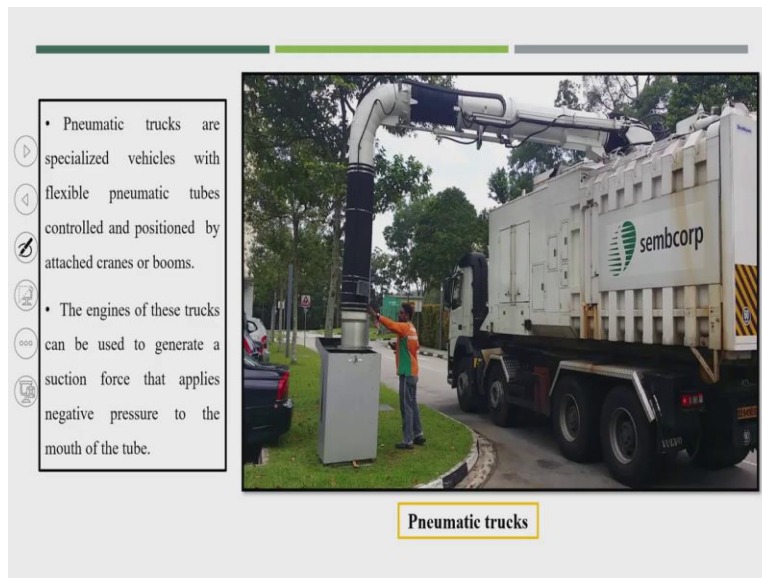 • Pneumatic trucks are
specialized vehicles with
flexible pneumatic tubes
controlled and positioned by
attached cranes or booms.
• The engines of these trucks
can be used to generate a
suction force that applies
negative pressure to the
mouth of the tube.
sembcorp
VOLVO
Pneumatic trucks